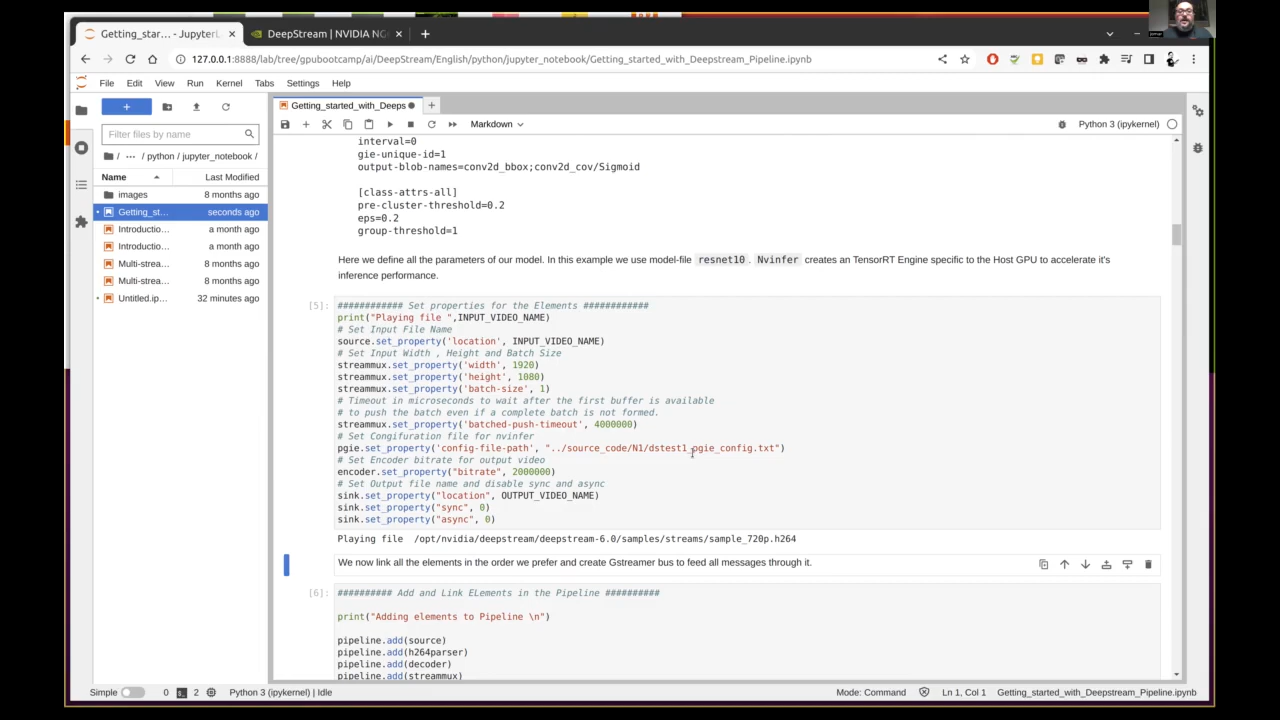 Getting_star... - JupyterLa
DeepStream | NVIDIA NG
127.0.0.1:8888/lab/tree/gpubootcamp/ai/DeepStream/English/python/jupyter_notebook/Getting_started_with_Deepstream_Pipeline.ipynb
File Edit View Run Kernel Tabs Settings Help
Getting_started_with_Deeps
Markdown
Python 3 (ipykernel)
Filter files by name
/ ... / python / jupyter_notebook /
Name Last Modified
images 8 months ago
Getting_st... seconds ago
Introductio... a month ago
Introductio... a month ago
Multi-strea... 8 months ago
Multi-strea... 8 months ago
Untitled.ip... 32 minutes ago
interval=0
gie-unique-id=1
output-blob-names=conv2d_bbox;conv2d_cov/Sigmoid
[class-attrs-all]
pre-cluster-threshold=0.2
eps=0.2
group-threshold=1
Here we define all the parameters of our model. In this example we use model-file resnet10. Nvinfer creates an TensorRT Engine specific to the Host GPU to accelerate it's
inference performance.
[5]: ############ Set properties for the Elements ############
print("Playing file ",INPUT_VIDEO_NAME)
# Set Input File Name
source.set_property('location', INPUT_VIDEO_NAME)
# Set Input Width , Height and Batch Size
streammux.set_property('width', 1920)
streammux.set_property('height', 1080)
streammux.set_property('batch-size', 1)
# Timeout in microseconds to wait after the first buffer is available
# to push the batch even if a complete batch is not formed.
streammux.set_property('batched-push-timeout', 4000000)
# Set Congifuration file for nvinfer
pgie.set_property('config-file-path', "../source_code/N1/dstest1_pgie_config.txt")
# Set Encoder bitrate for output video
encoder.set_property("bitrate", 2000000)
# Set Output file name and disable sync and async
sink.set_property("location", OUTPUT_VIDEO_NAME)
sink.set_property("sync", 0)
sink.set_property("async", 0)
Playing file /opt/nvidia/deepstream/deepstream-6.0/samples/streams/sample_720p.h264
We now link all the elements in the order we prefer and create Gstreamer bus to feed all messages through it.
[6]: ########## Add and Link ELements in the Pipeline ##########
print("Adding elements to Pipeline \n")
pipeline.add(source)
pipeline.add(h264parser)
pipeline.add(decoder)
pipeline.add(streammux)
Simple 0 2 Python 3 (ipykernel) | Idle
Mode: Command Ln 1, Col 1 Getting_started_with_Deepstream_Pipeline.ipynb